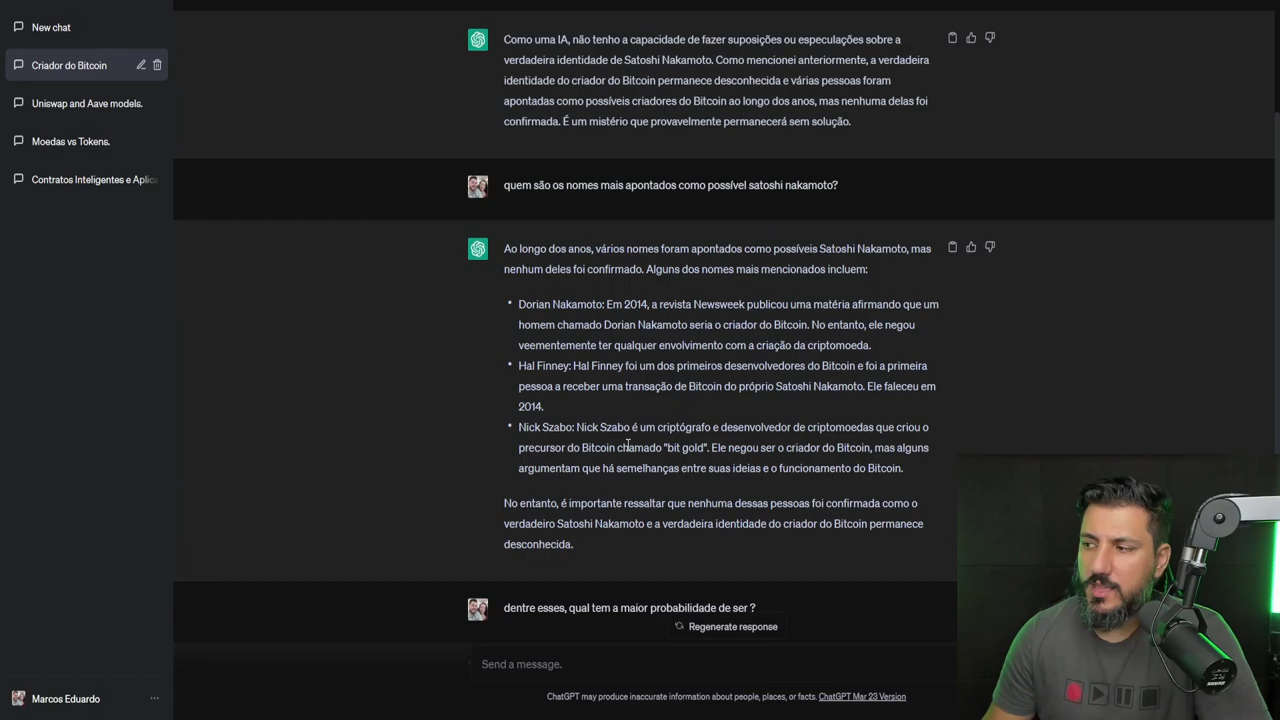 New chat
Criador do Bitcoin
Uniswap and Aave models.
Moedas vs Tokens.
Contratos Inteligentes e Aplica
Como uma IA, não tenho a capacidade de fazer suposições ou especulações sobre a
verdadeira identidade de Satoshi Nakamoto. Como mencionei anteriormente, a verdadeira
identidade do criador do Bitcoin permanece desconhecida e várias pessoas foram
apontadas como possíveis criadores do Bitcoin ao longo dos anos, mas nenhuma delas foi
confirmada. É um mistério que provavelmente permanecerá sem solução.
quem são os nomes mais apontados como possível satoshi nakamoto?
Ao longo dos anos, vários nomes foram apontados como possíveis Satoshi Nakamoto, mas
nenhum deles foi confirmado. Alguns dos nomes mais mencionados incluem:
• Dorian Nakamoto: Em 2014, a revista Newsweek publicou uma matéria afirmando que um
homem chamado Dorian Nakamoto seria o criador do Bitcoin. No entanto, ele negou
veementemente ter qualquer envolvimento com a criação da criptomoeda.
• Hal Finney: Hal Finney foi um dos primeiros desenvolvedores do Bitcoin e foi a primeira
pessoa a receber uma transação de Bitcoin do próprio Satoshi Nakamoto. Ele faleceu em
2014.
• Nick Szabo: Nick Szabo é um criptógrafo e desenvolvedor de criptomoedas que criou o
precursor do Bitcoin chamado "bit gold". Ele negou ser o criador do Bitcoin, mas alguns
argumentam que há semelhanças entre suas ideias e o funcionamento do Bitcoin.
No entanto, é importante ressaltar que nenhuma dessas pessoas foi confirmada como o
verdadeiro Satoshi Nakamoto e a verdadeira identidade do criador do Bitcoin permanece
desconhecida.
dentre esses, qual tem a maior probabilidade de ser ?
Regenerate response
Send a message.
Marcos Eduardo
ChatGPT may produce inaccurate information about people, places, or facts. ChatGPT Mar 23 Version